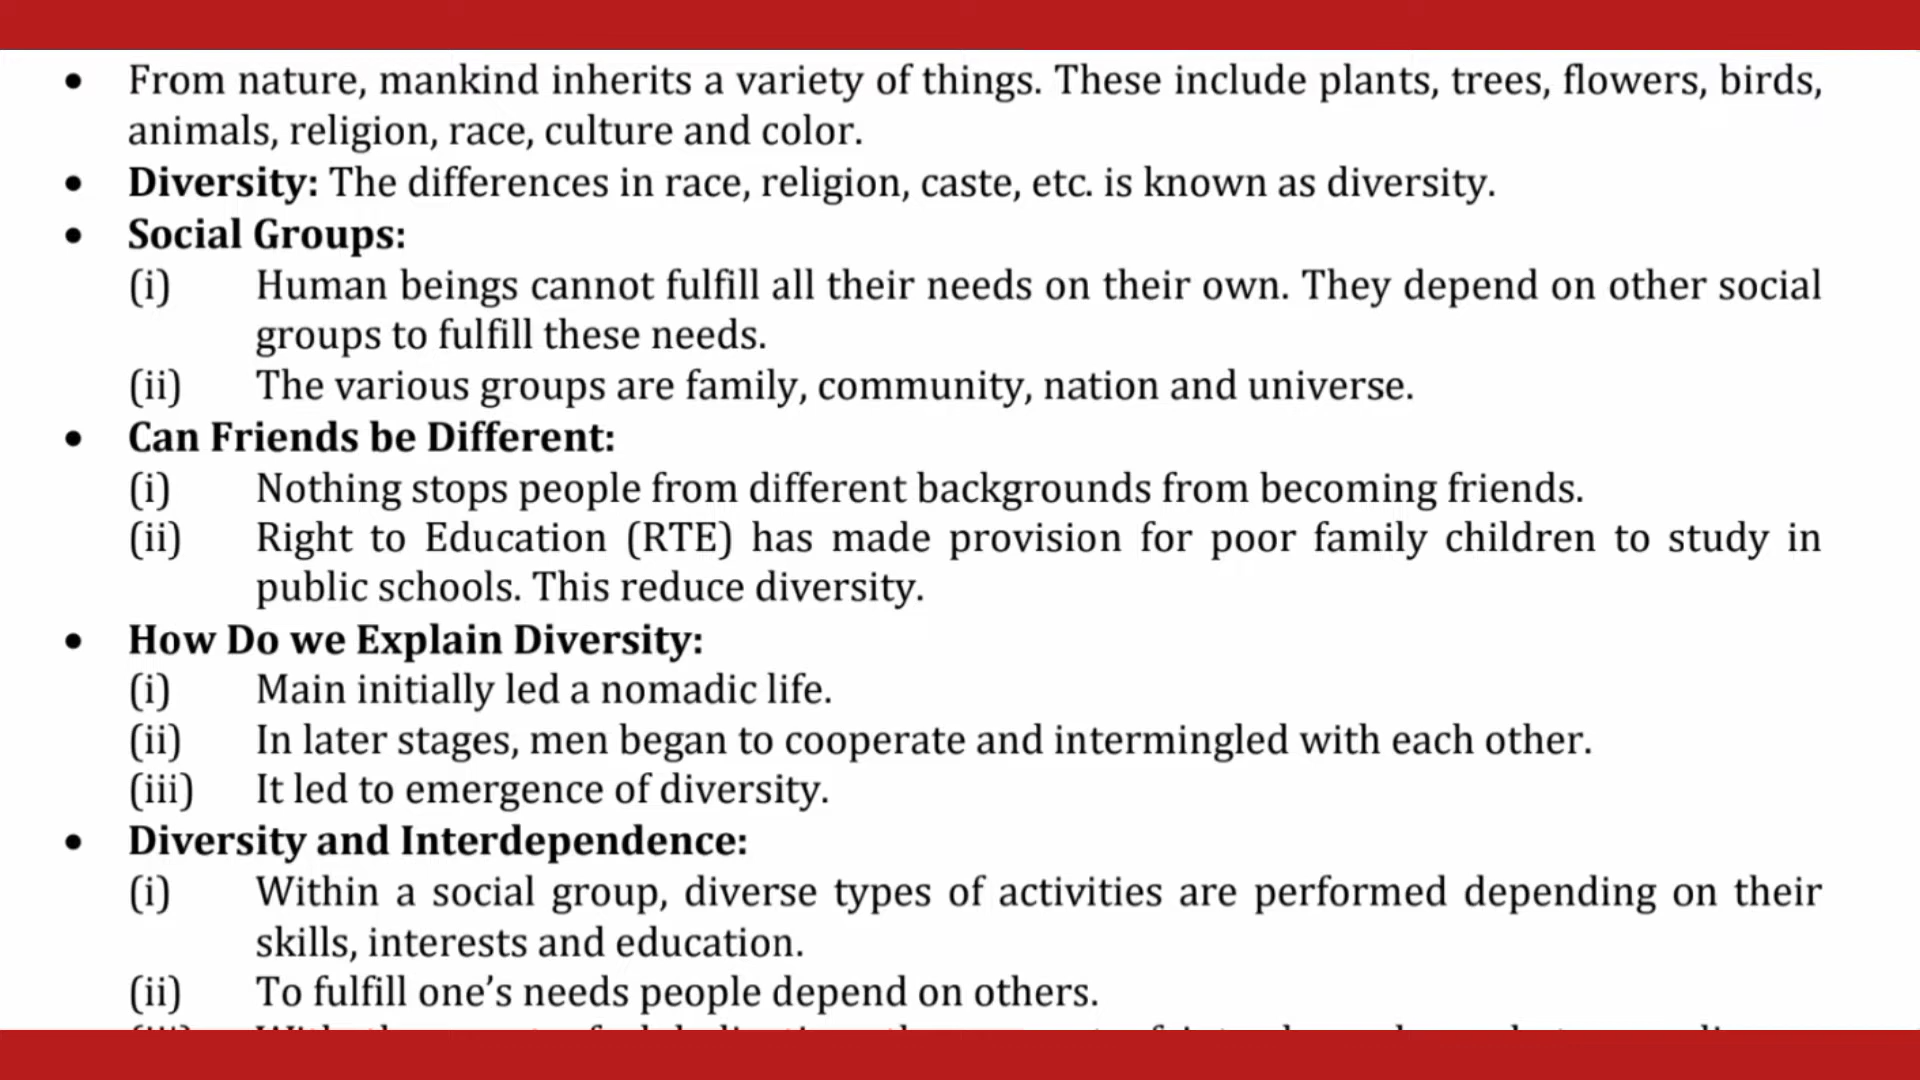 • From nature, mankind inherits a variety of things. These include plants, trees, flowers, birds,
animals, religion, race, culture and color.
• Diversity: The differences in race, religion, caste, etc. is known as diversity.
• Social Groups:
(i) Human beings cannot fulfill all their needs on their own. They depend on other social
groups to fulfill these needs.
(ii) The various groups are family, community, nation and universe.
• Can Friends be Different:
(i) Nothing stops people from different backgrounds from becoming friends.
(ii) Right to Education (RTE) has made provision for poor family children to study in
public schools. This reduce diversity.
• How Do we Explain Diversity:
(i) Main initially led a nomadic life.
(ii) In later stages, men began to cooperate and intermingled with each other.
(iii) It led to emergence of diversity.
• Diversity and Interdependence:
(i) Within a social group, diverse types of activities are performed depending on their
skills, interests and education.
(ii) To fulfill one’s needs people depend on others.